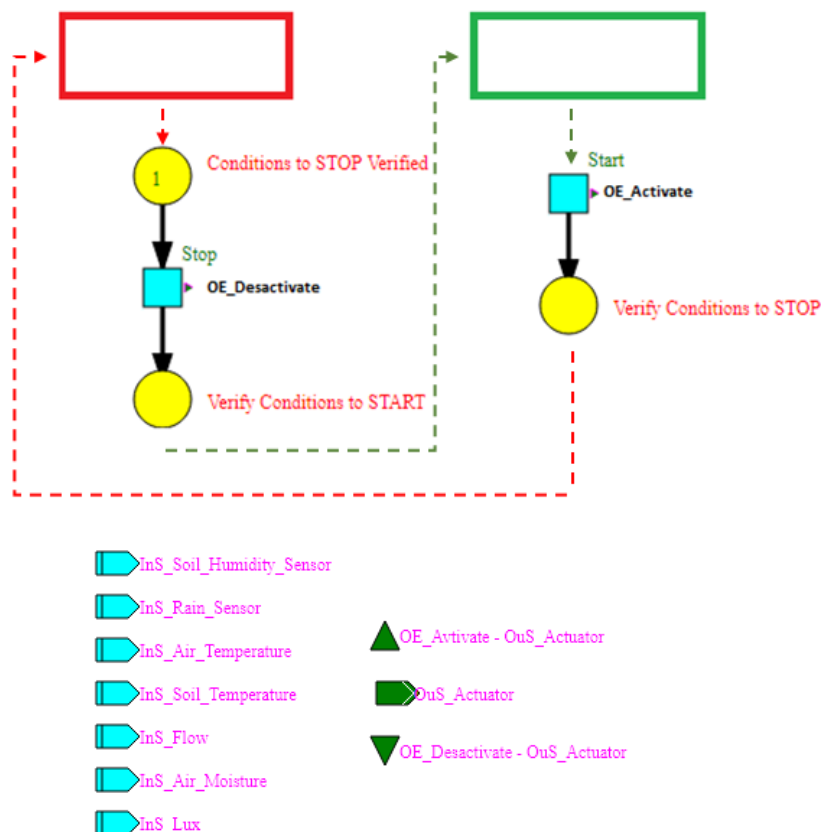 Conditions to STOP Verified
1
Stop
OE_Desactivate
Verify Conditions to START
Start
OE_Activate
Verify Conditions to STOP
InS_Soil_Humidity_Sensor
InS_Rain_Sensor
InS_Air_Temperature
InS_Soil_Temperature
InS_Flow
InS_Air_Moisture
InS_Lux
OE_Avtivate - OuS_Actuator
OuS_Actuator
OE_Desactivate - OuS_Actuator